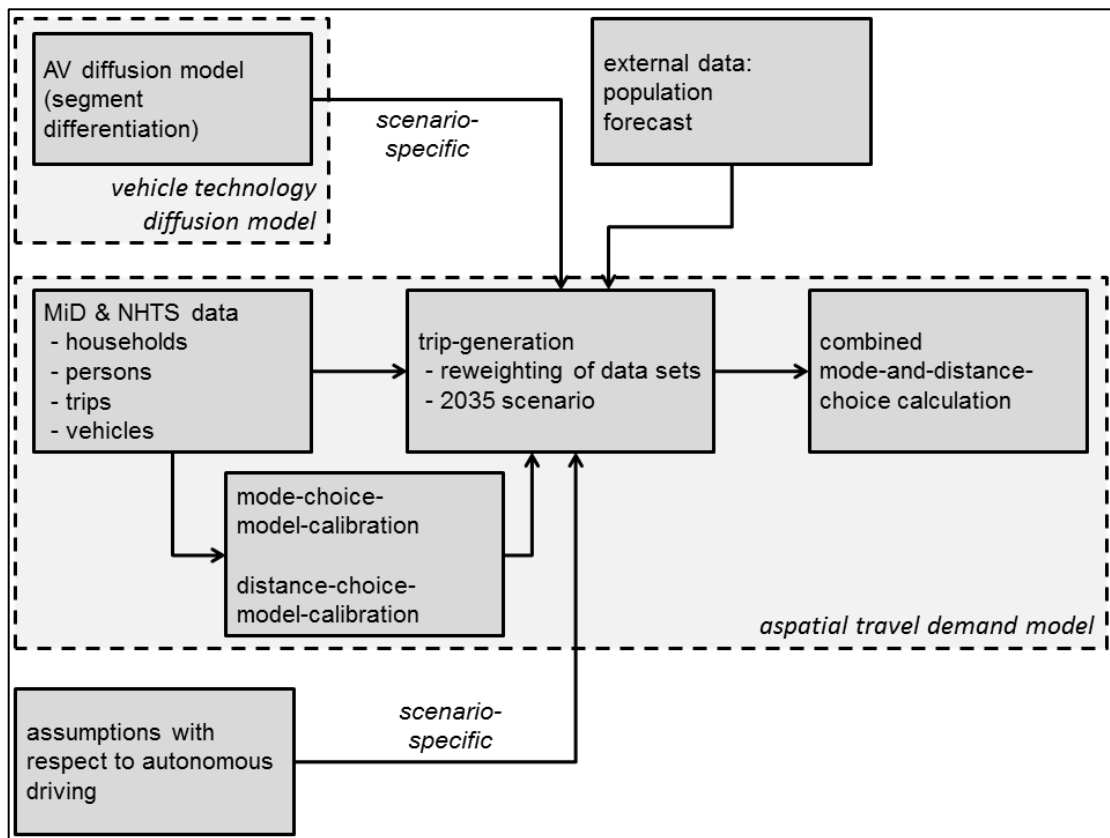 AV diffusion model
(segment
differentiation)
vehicle technology
diffusion model
scenario-
specific
external data:
population
forecast
MiD & NHTS data
- households
- persons
- trips
- vehicles
trip-generation
- reweighting of data sets
- 2035 scenario
combined
mode-and-distance-
choice calculation
mode-choice-
model-calibration
distance-choice-
model-calibration
aspatial travel demand model
assumptions with
respect to autonomous
driving
scenario-
specific